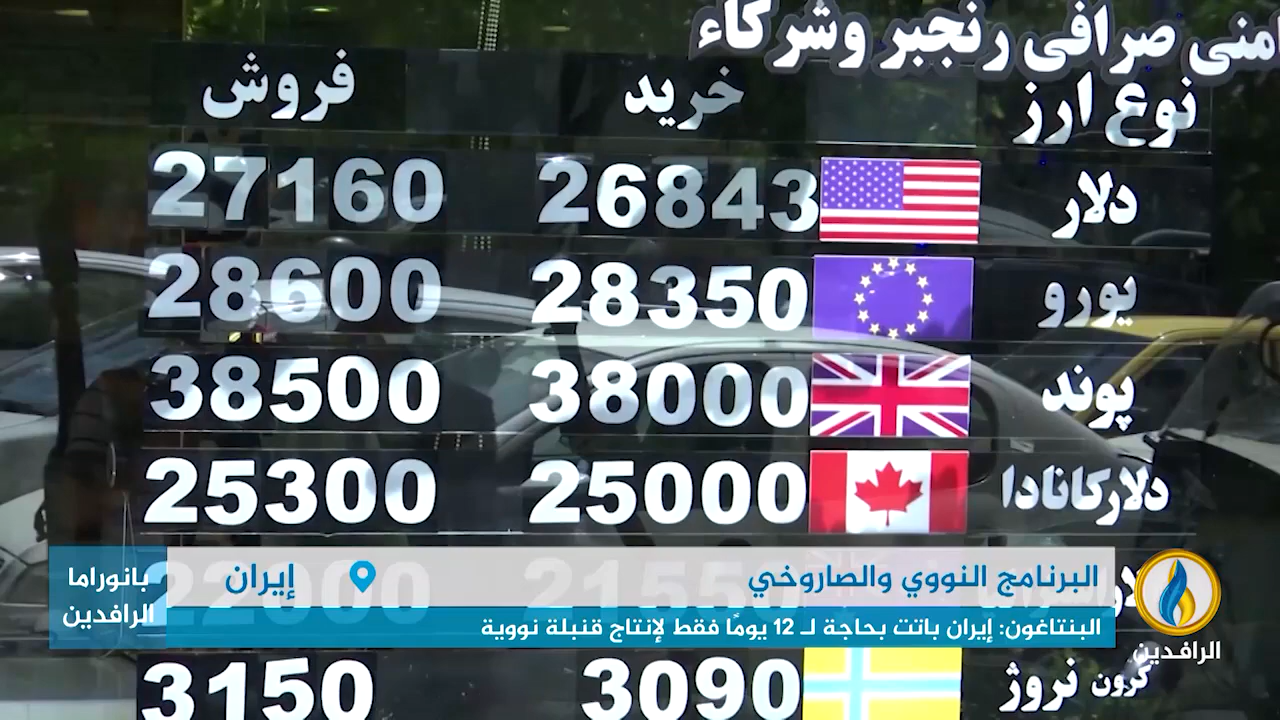 امنی صرافی رنجبر وشرکاء
نوع ارز خرید فروش
دلار 26843 27160
یورو 28350 28600
پوند 38000 38500
دلارکانادا 25000 25300
21550 22000
کرون نروژ 3090 3150
البرنامج النووي والصاروخي
إيران
البنتاغون: إيران باتت بحاجة لـ 12 يومًا فقط لإنتاج قنبلة نووية
بانوراما
الرافدين
الرافدين